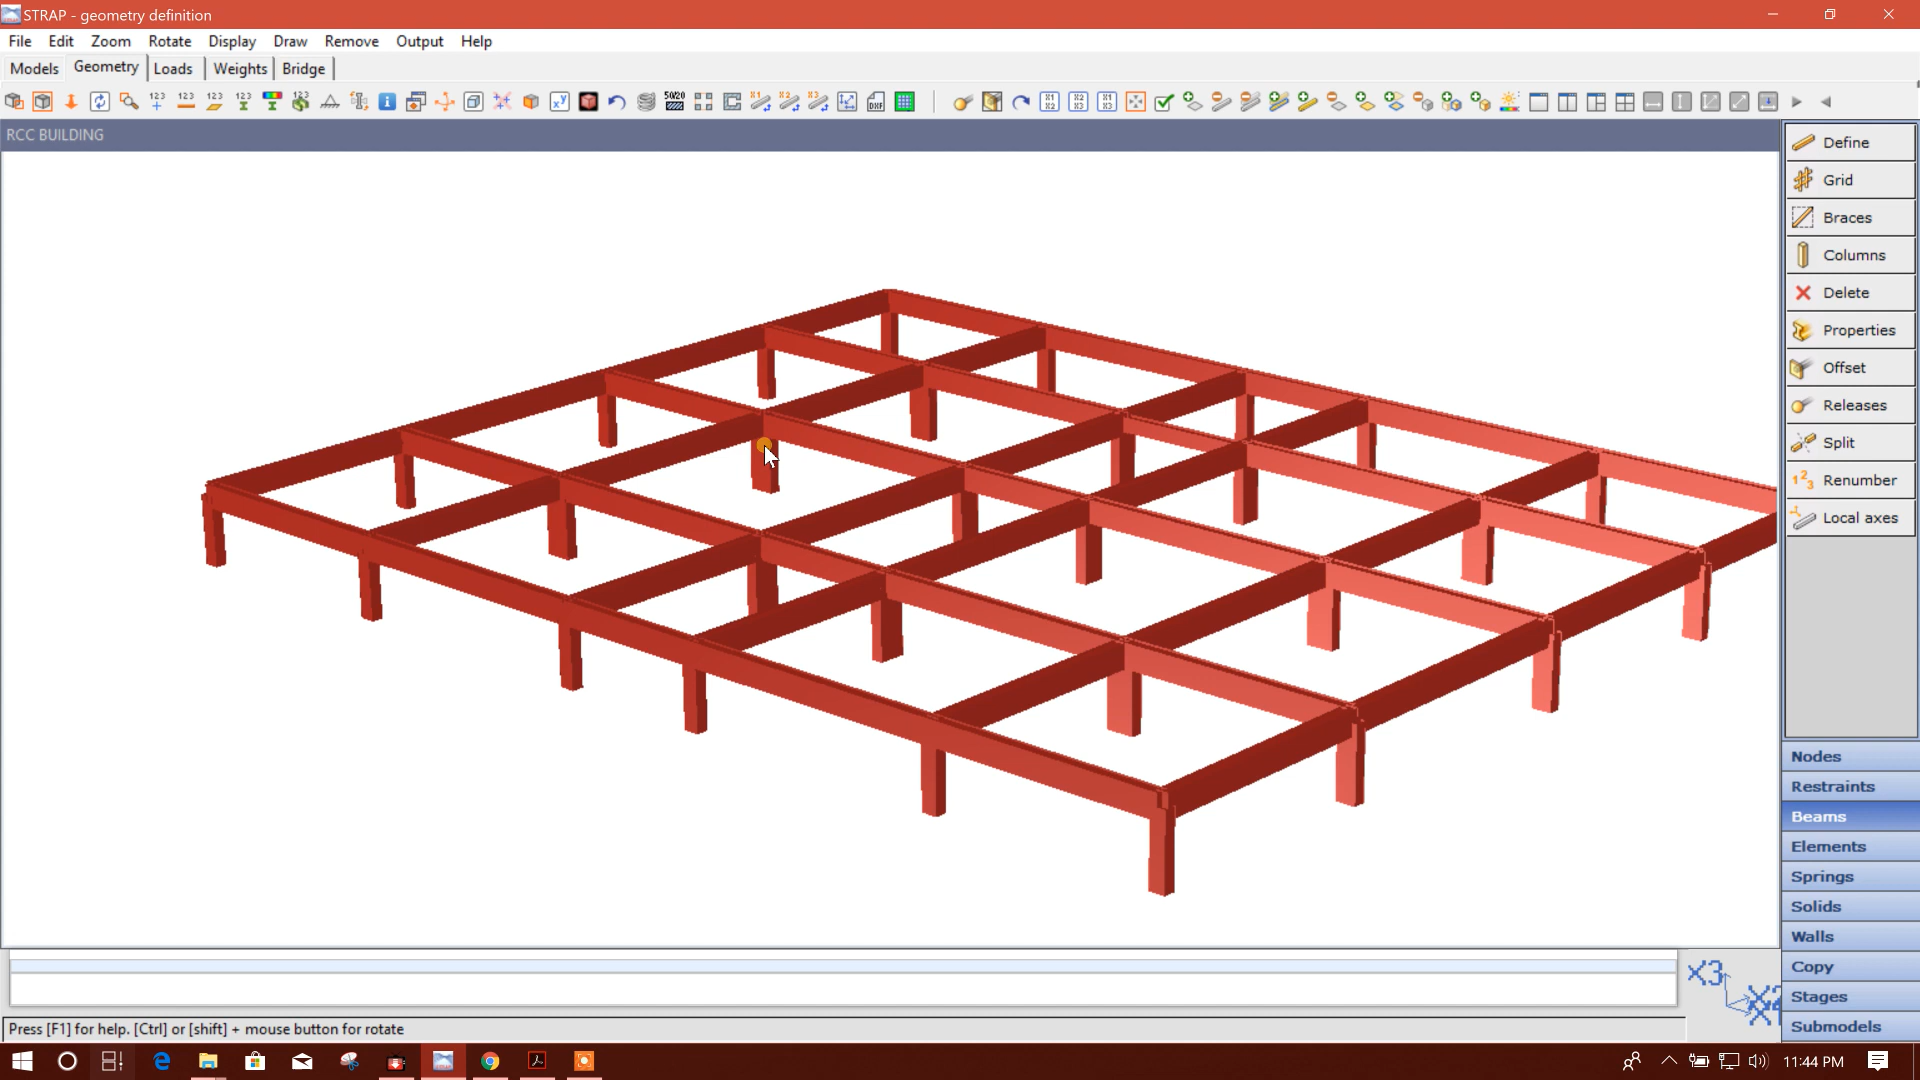 STRAP - geometry definition
File Edit Zoom Rotate Display Draw Remove Output Help
Models Geometry Loads Weights Bridge
RCC BUILDING
Define
Grid
Braces
Columns
Delete
Properties
Offset
Releases
Split
Renumber
Local axes
Nodes
Restraints
Beams
Elements
Springs
Solids
Walls
Copy
Stages
Submodels
X3
Press [F1] for help. [Ctrl] or [shift] + mouse button for rotate
11:44 PM